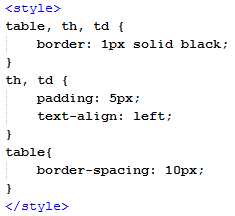 <style>
table, th, td {
    border: 1px solid black;
}
th, td {
    padding: 5px;
    text-align: left;
}
table{
    border-spacing: 10px;
}
</style>